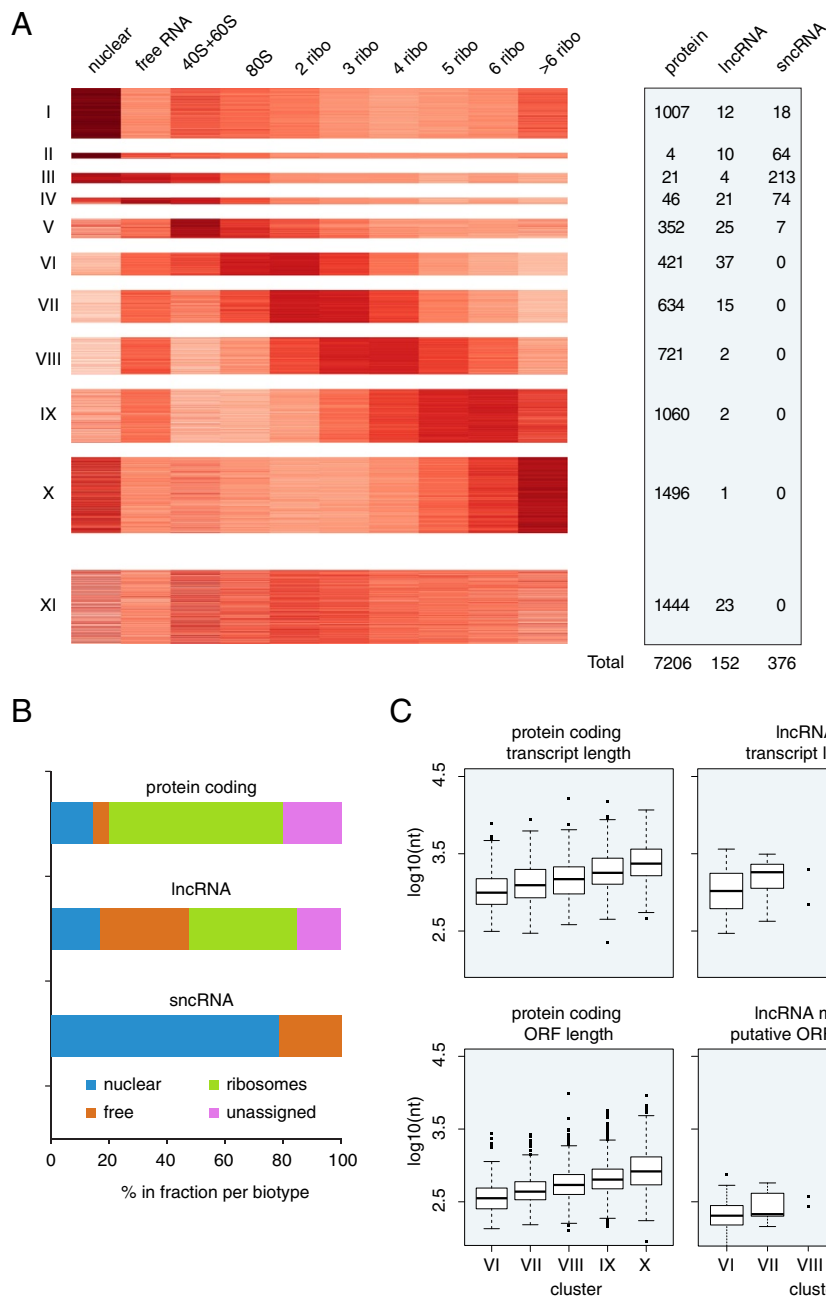 A
nuclear
free RNA
40S+60S
80S
2 ribo
3 ribo
4 ribo
5 ribo
6 ribo
>6 ribo
protein
lncRNA
sncRNA
I 1007 12 18
II 4 10 64
III 21 4 213
IV 46 21 74
V 352 25 7
VI 421 37 0
VII 634 15 0
VIII 721 2 0
IX 1060 2 0
X 1496 1 0
XI 1444 23 0
Total 7206 152 376
B
protein coding
lncRNA
sncRNA
nuclear
ribosomes
free
unassigned
0 20 40 60 80 100
% in fraction per biotype
C
protein coding
transcript length
log10(nt)
4.5
3.5
2.5
lncRNA
transcript l
protein coding
ORF length
log10(nt)
4.5
3.5
2.5
VI VII VIII IX X
cluster
lncRNA m
putative ORF
VI VII VIII
clust